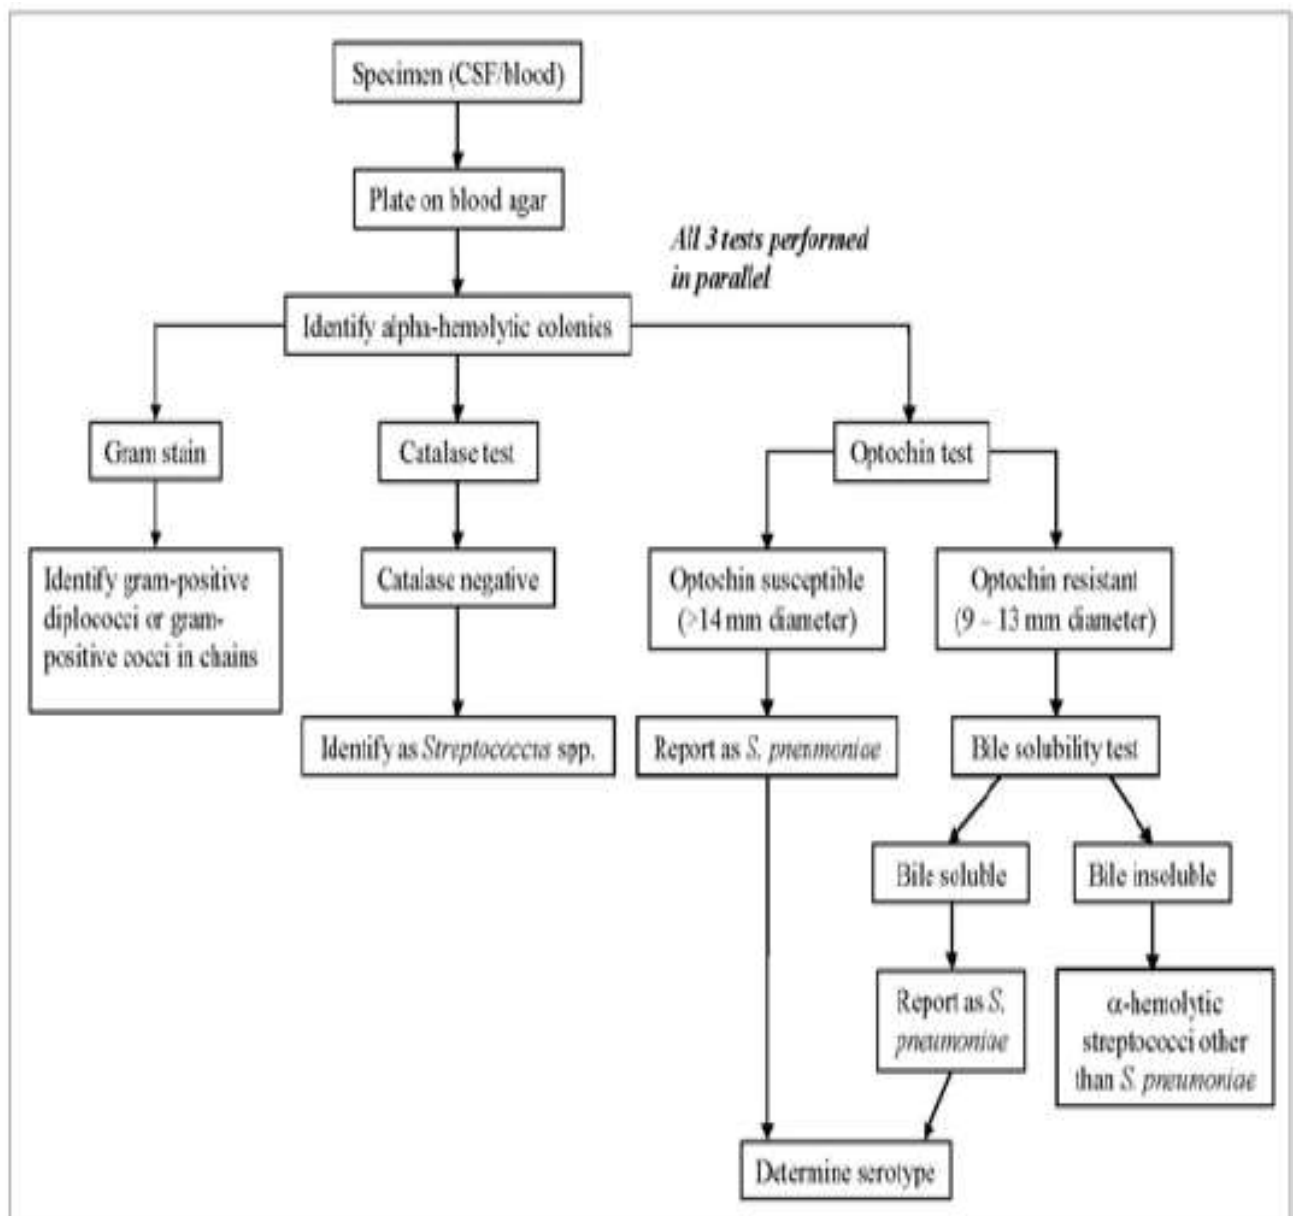 Specimen (CSF/blood)
Plate on blood agar
All 3 tests performed
in parallel
Identify alpha-hemolytic colonies
Gram stain
Catalase test
Optochin test
Identify gram-positive
diplococci or gram-
positive cocci in chains
Catalase negative
Optochin susceptible
(>14 mm diameter)
Optochin resistant
(9 – 13 mm diameter)
Identify as Streptococcus spp.
Report as S. pneumoniae
Bile solubility test
Bile soluble
Bile insoluble
Report as S.
pneumoniae
α-hemolytic
streptococci other
than S. pneumoniae
Determine serotype